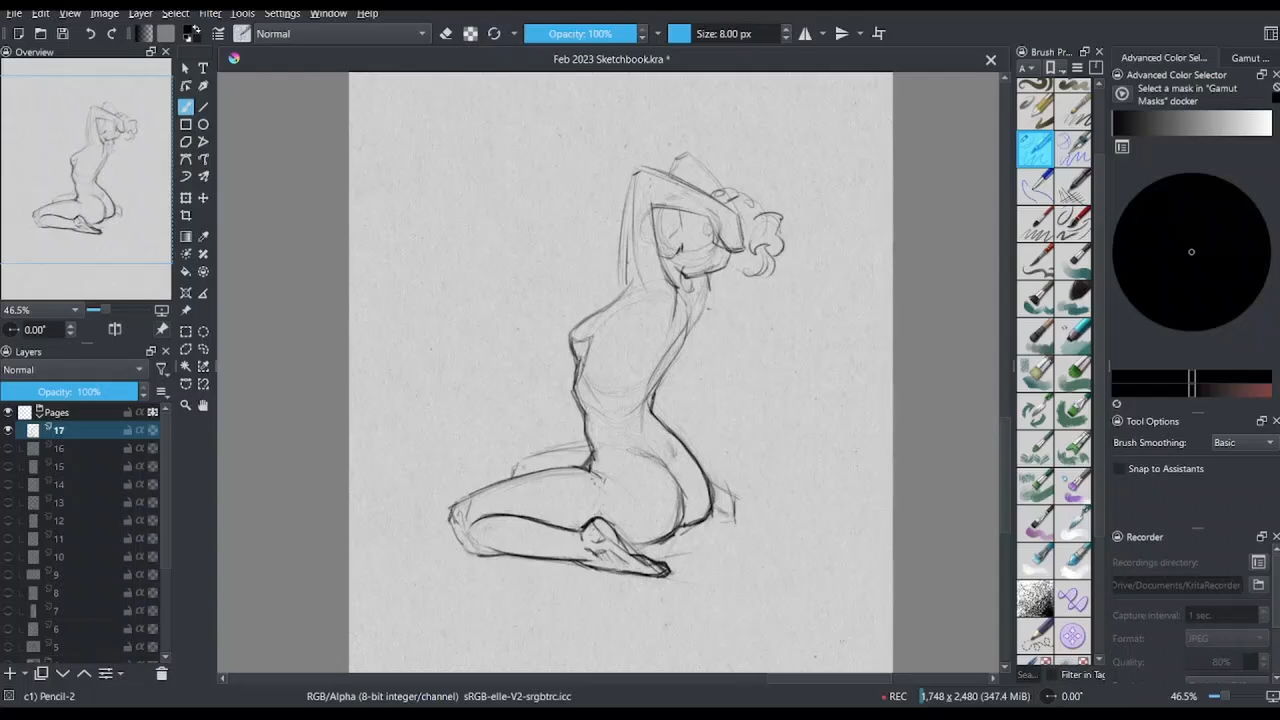 File Edit View Image Layer Select Filter Tools Settings Window Help
Normal
Opacity: 100%
Size: 8.00 px
Overview
Feb 2023 Sketchbook.kra *
Brush Pr...
Advanced Color Sel...
Gamut ...
Advanced Color Selector
Select a mask in "Gamut
Masks" docker
46.5%
0.00°
Layers
Normal
Opacity: 100%
Pages
17
16
15
14
13
12
11
10
9
8
7
6
5
Tool Options
Brush Smoothing:
Basic
Snap to Assistants
Recorder
Recordings directory:
Drive/Documents/KritaRecorder
Capture interval:
1 sec.
Format:
JPEG
Quality:
80%
Sea...
Filter in Tag
c1) Pencil-2
RGB/Alpha (8-bit integer/channel) sRGB-elle-V2-srgbtrc.icc
REC
1,748 x 2,480 (347.4 MiB)
0.00°
46.5%